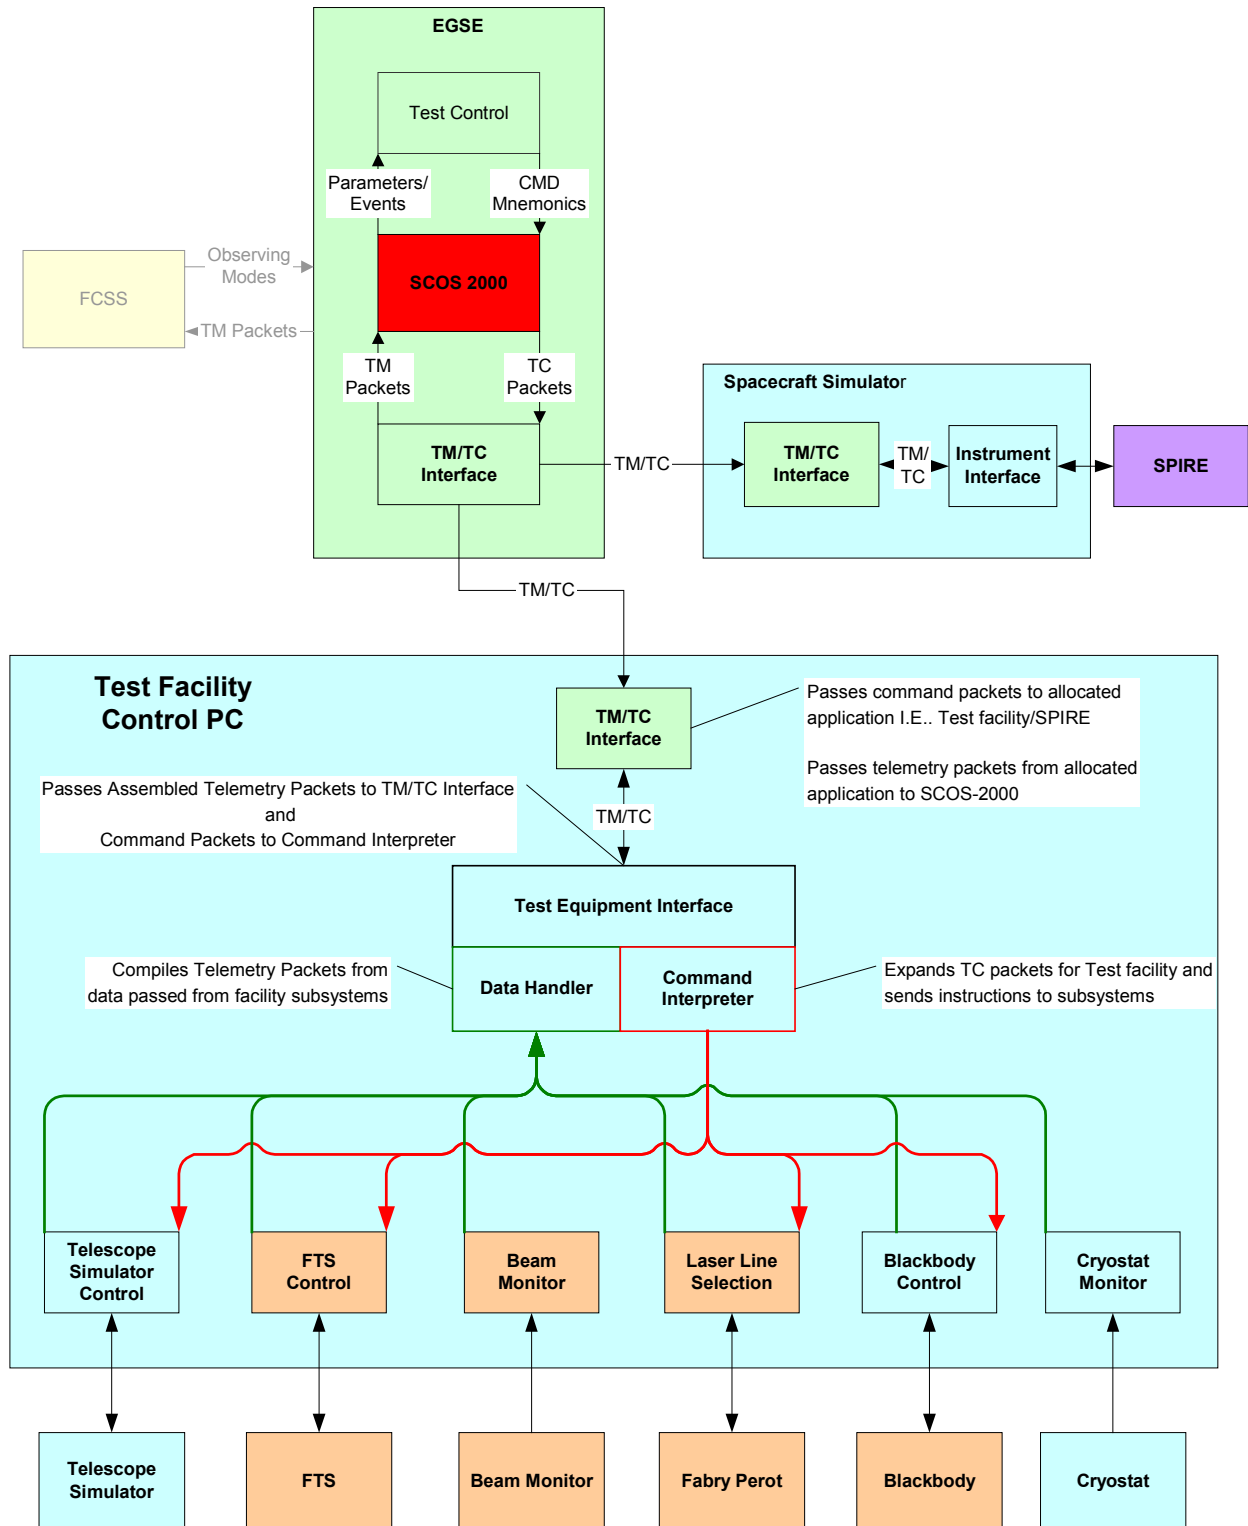 EGSE
Test Control
Parameters/
Events
CMD
Mnemonics
FCSS
Observing
Modes
TM Packets
SCOS 2000
TM
Packets
TC
Packets
TM/TC
Interface
TM/TC
Spacecraft Simulator
TM/TC
Interface
TM/
TC
Instrument
Interface
SPIRE
TM/TC
Test Facility
Control PC
TM/TC
Interface
Passes command packets to allocated
application I.E.. Test facility/SPIRE
Passes telemetry packets from allocated
application to SCOS-2000
Passes Assembled Telemetry Packets to TM/TC Interface
and
Command Packets to Command Interpreter
TM/TC
Test Equipment Interface
Compiles Telemetry Packets from
data passed from facility subsystems
Data Handler
Command
Interpreter
Expands TC packets for Test facility and
sends instructions to subsystems
Telescope
Simulator
Control
FTS
Control
Beam
Monitor
Laser Line
Selection
Blackbody
Control
Cryostat
Monitor
Telescope
Simulator
FTS
Beam Monitor
Fabry Perot
Blackbody
Cryostat